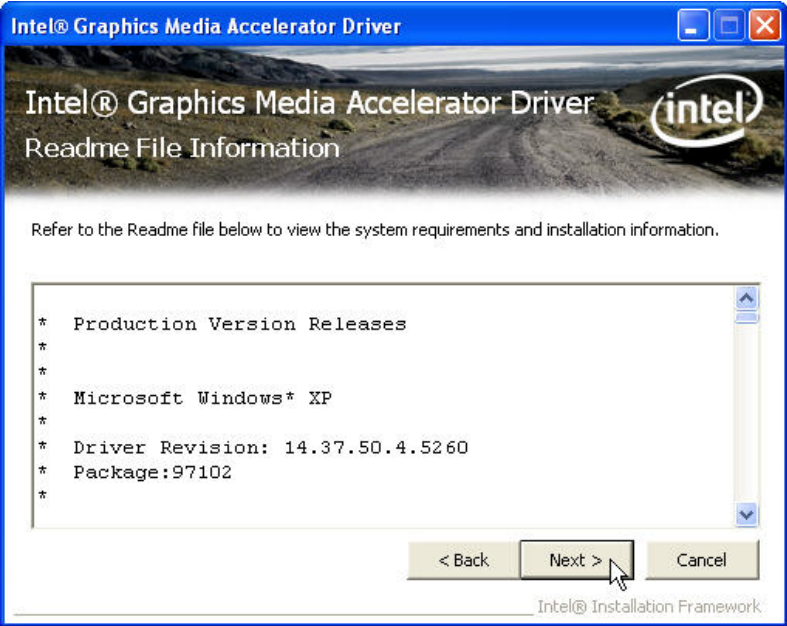 Intel® Graphics Media Accelerator Driver
Intel® Graphics Media Accelerator Driver
intel
Readme File Information
Refer to the Readme file below to view the system requirements and installation information.
* Production Version Releases
*
*
* Microsoft Windows* XP
*
* Driver Revision: 14.37.50.4.5260
* Package:97102
*
< Back Next > Cancel
Intel® Installation Framework